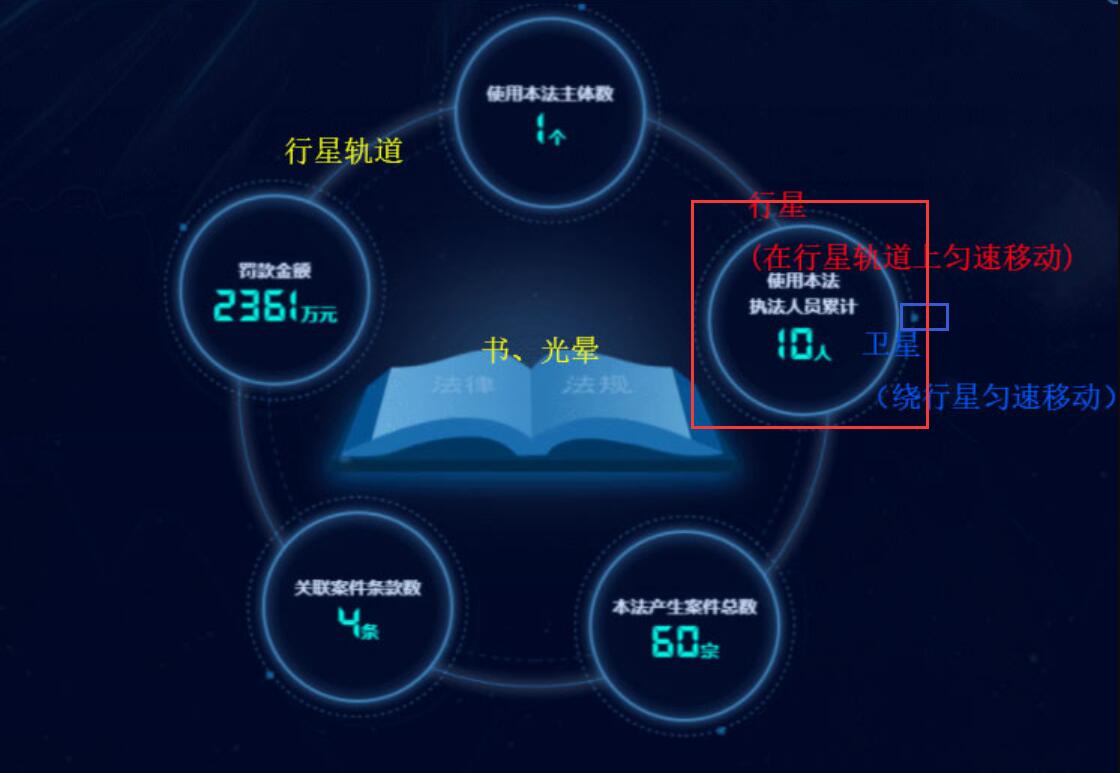 使用本法主体数
1个
行星轨道
行星
(在行星轨道上匀速移动)
罚款金额
2361万元
使用本法
执法人员累计
10人
卫星
(绕行星匀速移动)
书、光晕
法律 法规
关联案件条款数
4条
本法产生案件总数
60宗